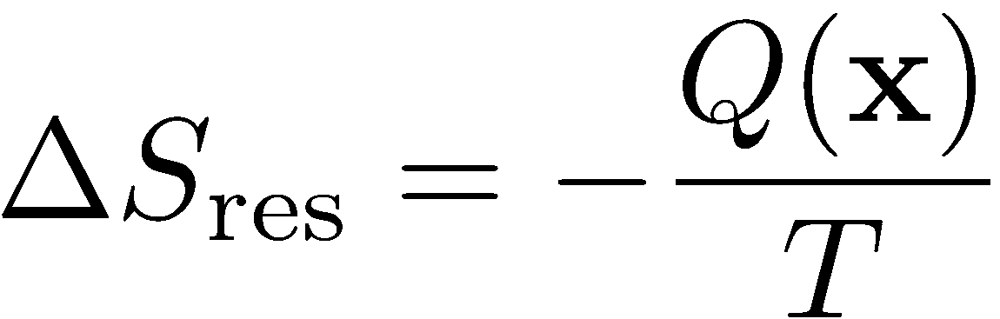 ΔS_res = −Q(𝐱)/T